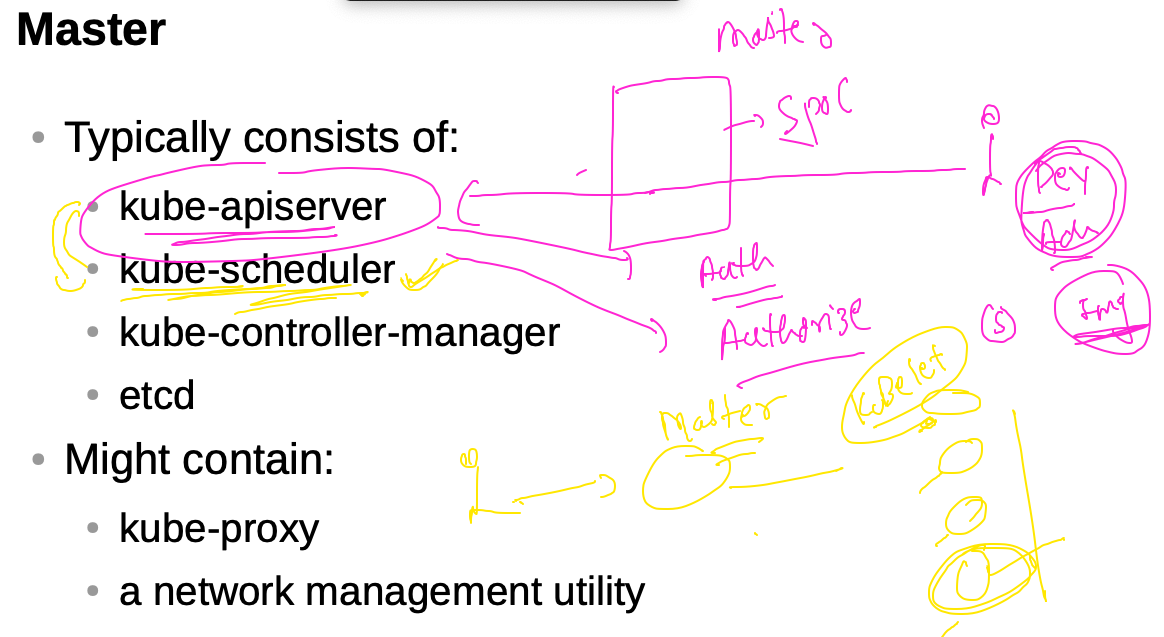 Master
Master
• Typically consists of:
SPOC
• kube-apiserver
Dev
Adm
• kube-scheduler
Auth
Authorize
(S)
Img
• kube-controller-manager
• etcd
Master
KuBelet
• Might contain:
• kube-proxy
• a network management utility